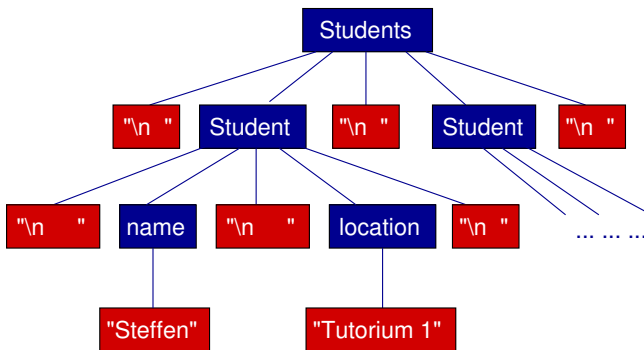 Students
"\n  " Student "\n  " Student "\n  "
"\n    " name "\n    " location "\n  " ... ... ...
"Steffen" "Tutorium 1"